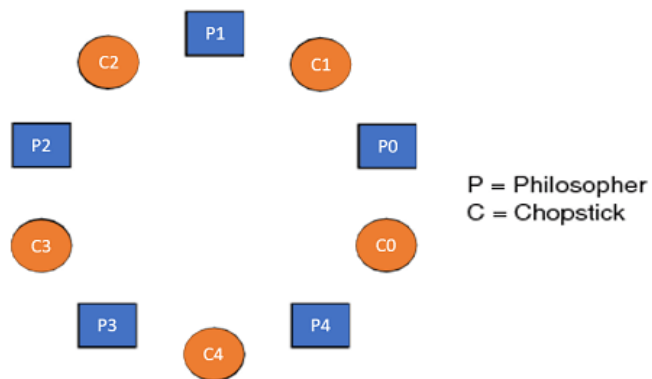 P1
C2
C1
P2
P0
P = Philosopher
C = Chopstick
C3
C0
P3
P4
C4